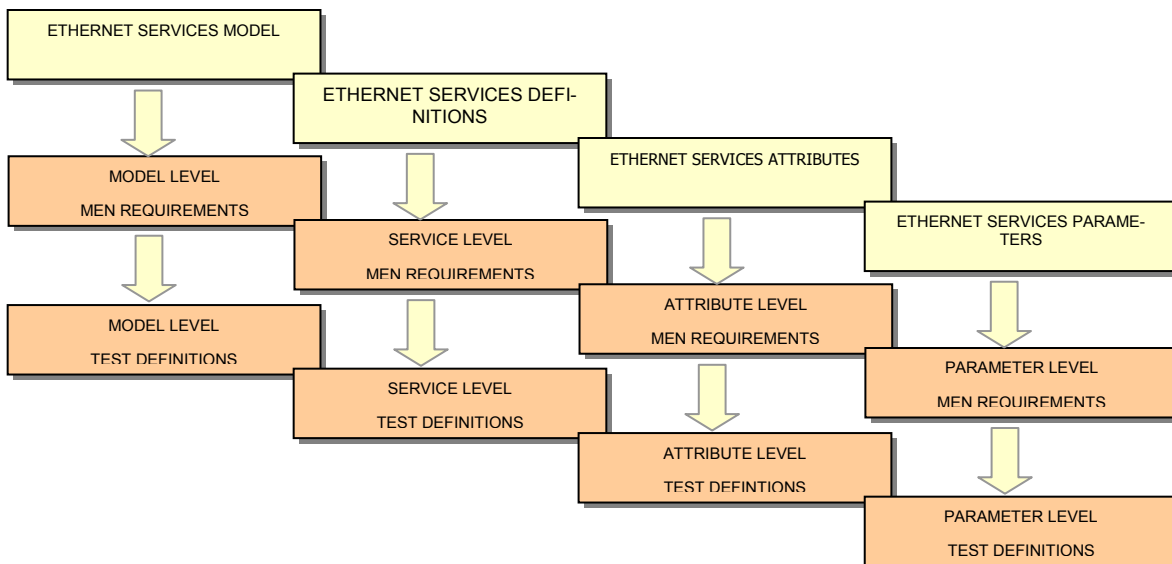 ETHERNET SERVICES MODEL
ETHERNET SERVICES DEFI-
NITIONS
ETHERNET SERVICES ATTRIBUTES
ETHERNET SERVICES PARAME-
TERS
MODEL LEVEL
MEN REQUIREMENTS
SERVICE LEVEL
MEN REQUIREMENTS
ATTRIBUTE LEVEL
MEN REQUIREMENTS
PARAMETER LEVEL
MEN REQUIREMENTS
MODEL LEVEL
TEST DEFINITIONS
SERVICE LEVEL
TEST DEFINITIONS
ATTRIBUTE LEVEL
TEST DEFINTIONS
PARAMETER LEVEL
TEST DEFINITIONS